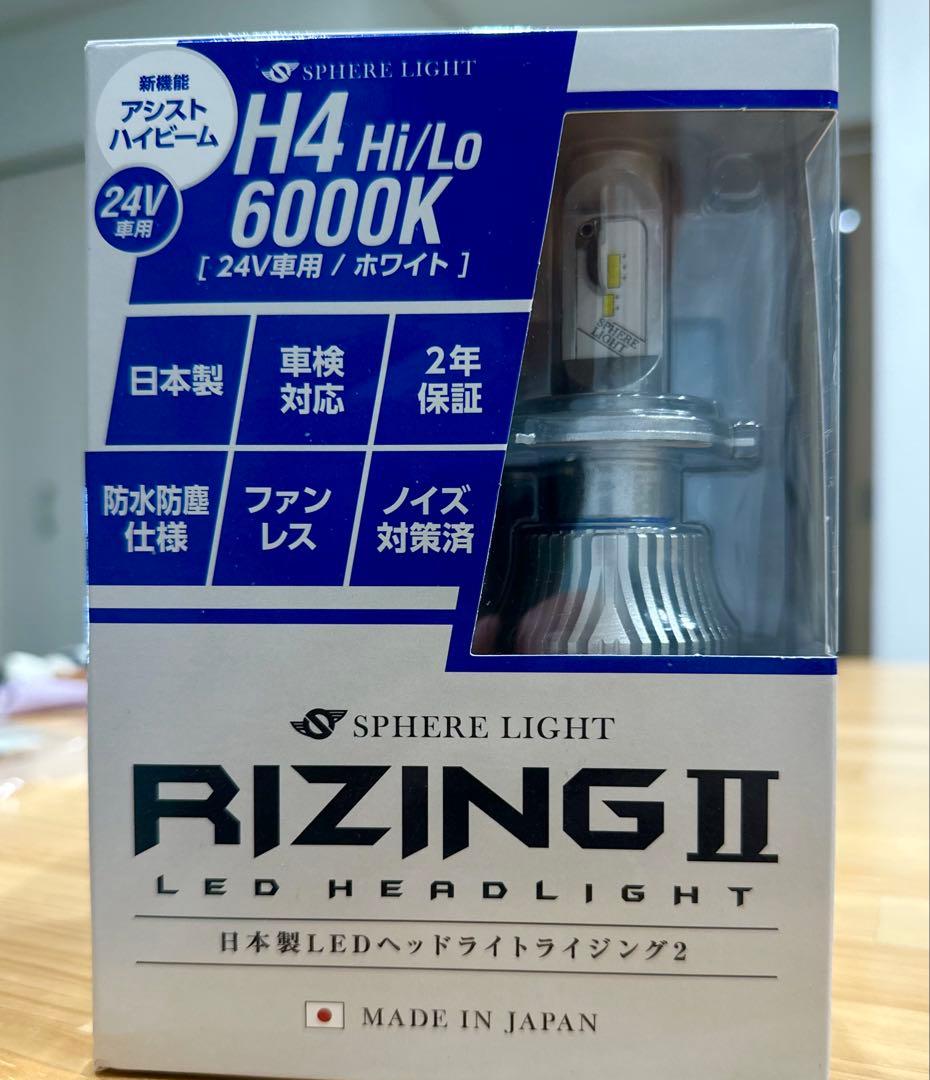 SPHERE LIGHT
新機能
アシスト
ハイビーム
H4 Hi/Lo
24V
車用
6000K
[ 24V車用 / ホワイト ]
日本製
車検
対応
2年
保証
防水防塵
仕様
ファン
レス
ノイズ
対策済
SPHERE
LIGHT
SPHERE LIGHT
RIZING II
LED HEADLIGHT
日本製LEDヘッドライトライジング2
MADE IN JAPAN